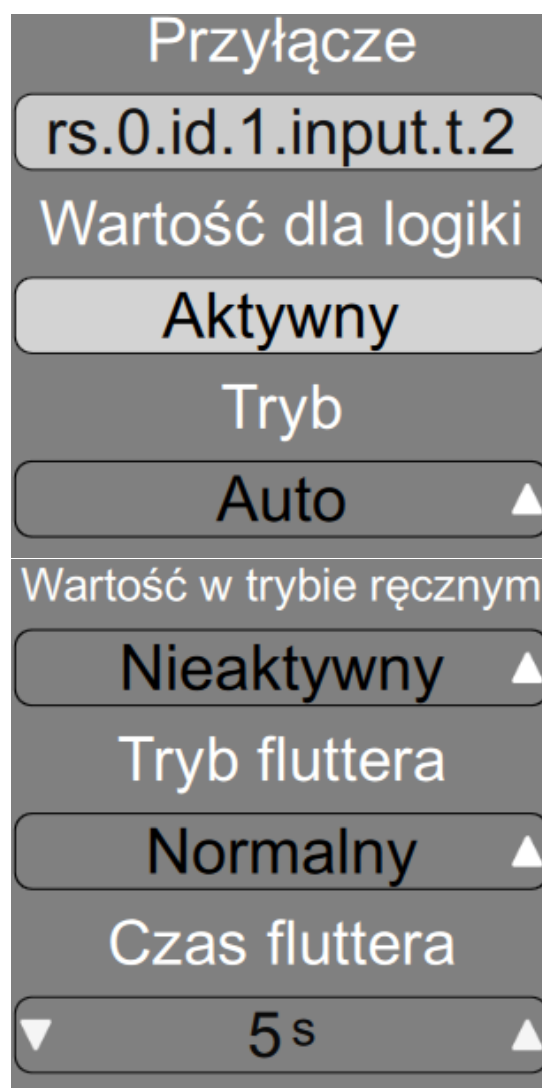 Przyłącze
rs.0.id.1.input.t.2
Wartość dla logiki
Aktywny
Tryb
Auto
Wartość w trybie ręcznym
Nieaktywny
Tryb fluttera
Normalny
Czas fluttera
5 s